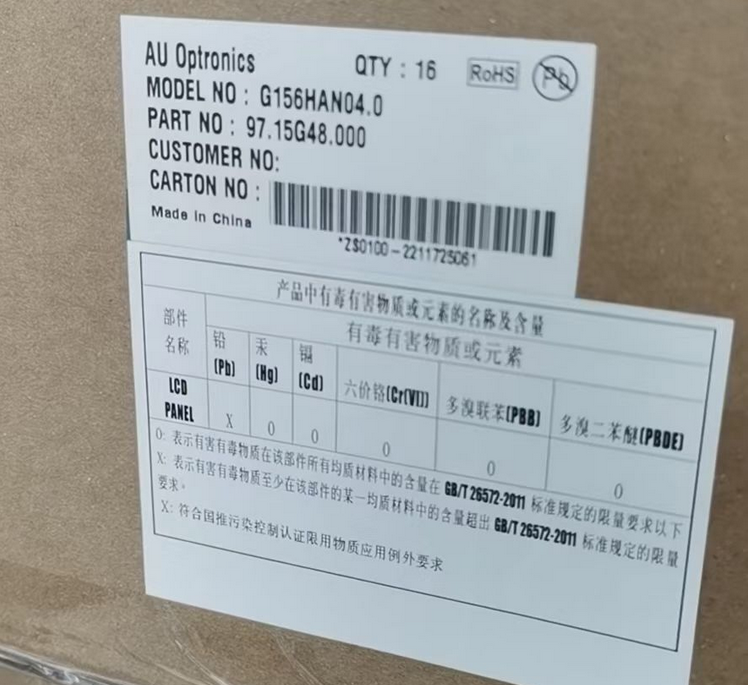 AU Optronics QTY : 16 RoHS Pb
MODEL NO : G156HAN04.0
PART NO : 97.15G48.000
CUSTOMER NO:
CARTON NO :
Made in China
*ZS0100-2211725061
产品中有毒有害物质或元素的名称及含量
部件名称
有毒有害物质或元素
铅(Pb) 汞(Hg) 镉(Cd) 六价铬(Cr(VI)) 多溴联苯(PBB) 多溴二苯醚(PBDE)
LCD PANEL X O O O O O
O: 表示有害有毒物质在该部件所有均质材料中的含量在 GB/T 26572-2011 标准规定的限量要求以下
X: 表示有害有毒物质至少在该部件的某一均质材料中的含量超出 GB/T 26572-2011 标准规定的限量
要求。
X: 符合国推污染控制认证限用物质应用例外要求